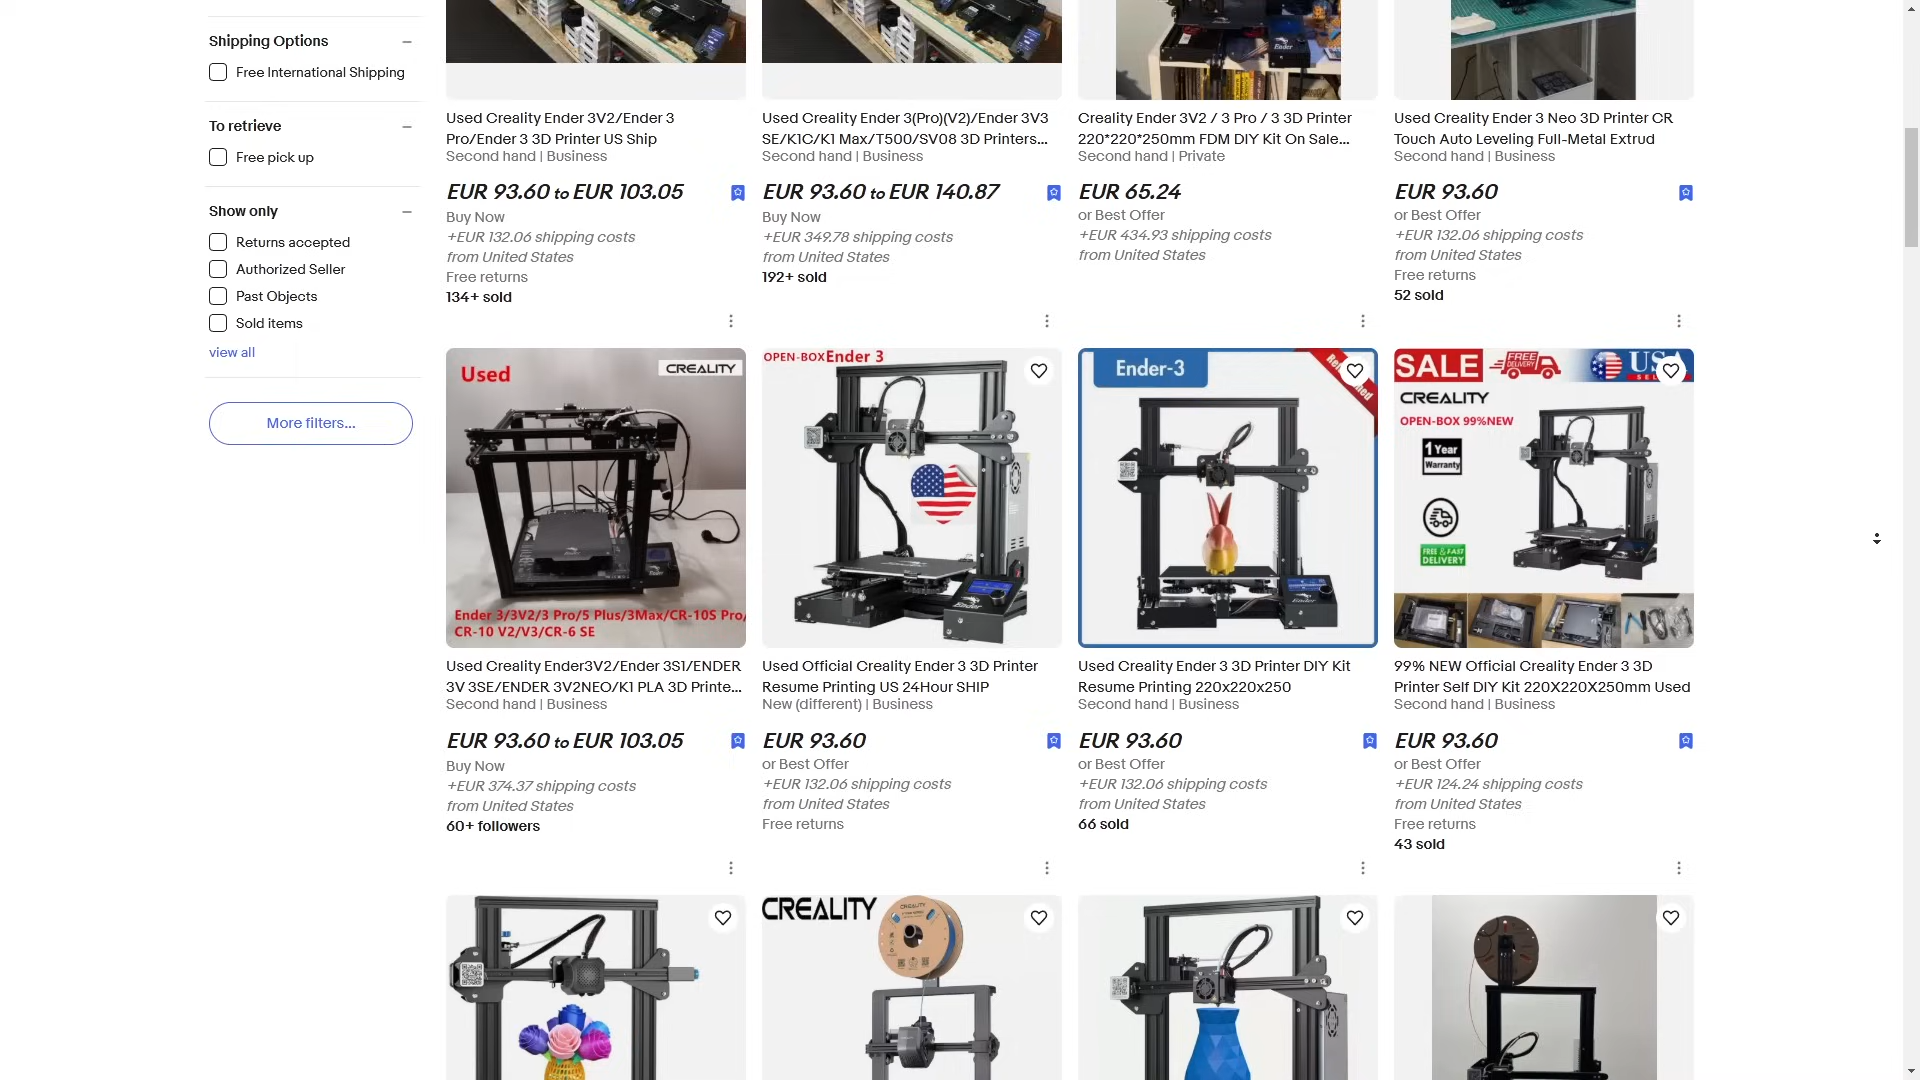 Shipping Options
Free International Shipping
To retrieve
Free pick up
Show only
Returns accepted
Authorized Seller
Past Objects
Sold items
view all
More filters...
Used Creality Ender 3V2/Ender 3
Pro/Ender 3 3D Printer US Ship
Second hand | Business
EUR 93.60 to EUR 103.05
Buy Now
+EUR 132.06 shipping costs
from United States
Free returns
134+ sold
Used Creality Ender 3(Pro)(V2)/Ender 3V3
SE/K1C/K1 Max/T500/SV08 3D Printers...
Second hand | Business
EUR 93.60 to EUR 140.87
Buy Now
+EUR 349.78 shipping costs
from United States
192+ sold
Ender
Creality Ender 3V2 / 3 Pro / 3 3D Printer
220*220*250mm FDM DIY Kit On Sale...
Second hand | Private
EUR 65.24
or Best Offer
+EUR 434.93 shipping costs
from United States
Used Creality Ender 3 Neo 3D Printer CR
Touch Auto Leveling Full-Metal Extrud
Second hand | Business
EUR 93.60
or Best Offer
+EUR 132.06 shipping costs
from United States
Free returns
52 sold
Used
CREALITY
Ender
Ender 3/3V2/3 Pro/5 Plus/3Max/CR-10S Pro/
CR-10 V2/V3/CR-6 SE
Used Creality Ender3V2/Ender 3S1/ENDER
3V 3SE/ENDER 3V2NEO/K1 PLA 3D Printe...
Second hand | Business
EUR 93.60 to EUR 103.05
Buy Now
+EUR 374.37 shipping costs
from United States
60+ followers
OPEN-BOX Ender 3
Ender
Used Official Creality Ender 3 3D Printer
Resume Printing US 24Hour SHIP
New (different) | Business
EUR 93.60
or Best Offer
+EUR 132.06 shipping costs
from United States
Free returns
Ender-3
Used Creality Ender 3 3D Printer DIY Kit
Resume Printing 220x220x250
Second hand | Business
EUR 93.60
or Best Offer
+EUR 132.06 shipping costs
from United States
66 sold
SALE
FREE
DELIVERY
USA
CREALITY
OPEN-BOX 99%NEW
1 Year
Warranty
FREE & FAST
DELIVERY
99% NEW Official Creality Ender 3 3D
Printer Self DIY Kit 220X220X250mm Used
Second hand | Business
EUR 93.60
or Best Offer
+EUR 124.24 shipping costs
from United States
Free returns
43 sold
CREALITY
CREALITY